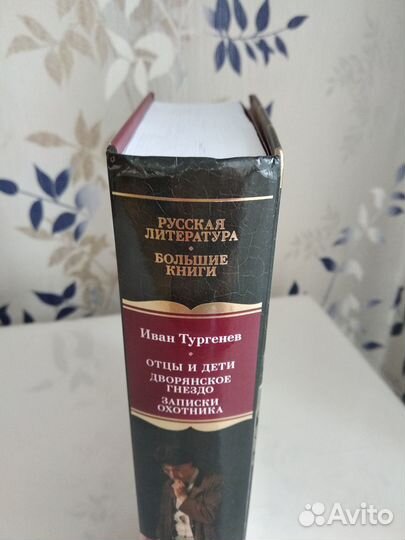 РУССКАЯ
ЛИТЕРАТУРА
БОЛЬШИЕ
КНИГИ
Иван Тургенев
ОТЦЫ И ДЕТИ
ДВОРЯНСКОЕ
ГНЕЗДО
ЗАПИСКИ
ОХОТНИКА
Avito